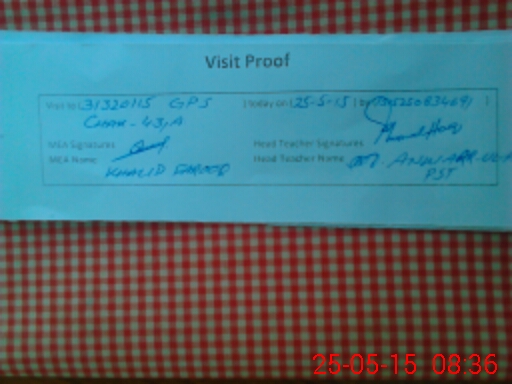 Visit Proof
Visit to [31320115 GPS ] today on [25-5-15] by ]
CHAK-43/A
MEA Signatures Head Teacher Signatures
MEA Name KHALID FAROOQ Head Teacher Name
PST
25-05-15 08:36